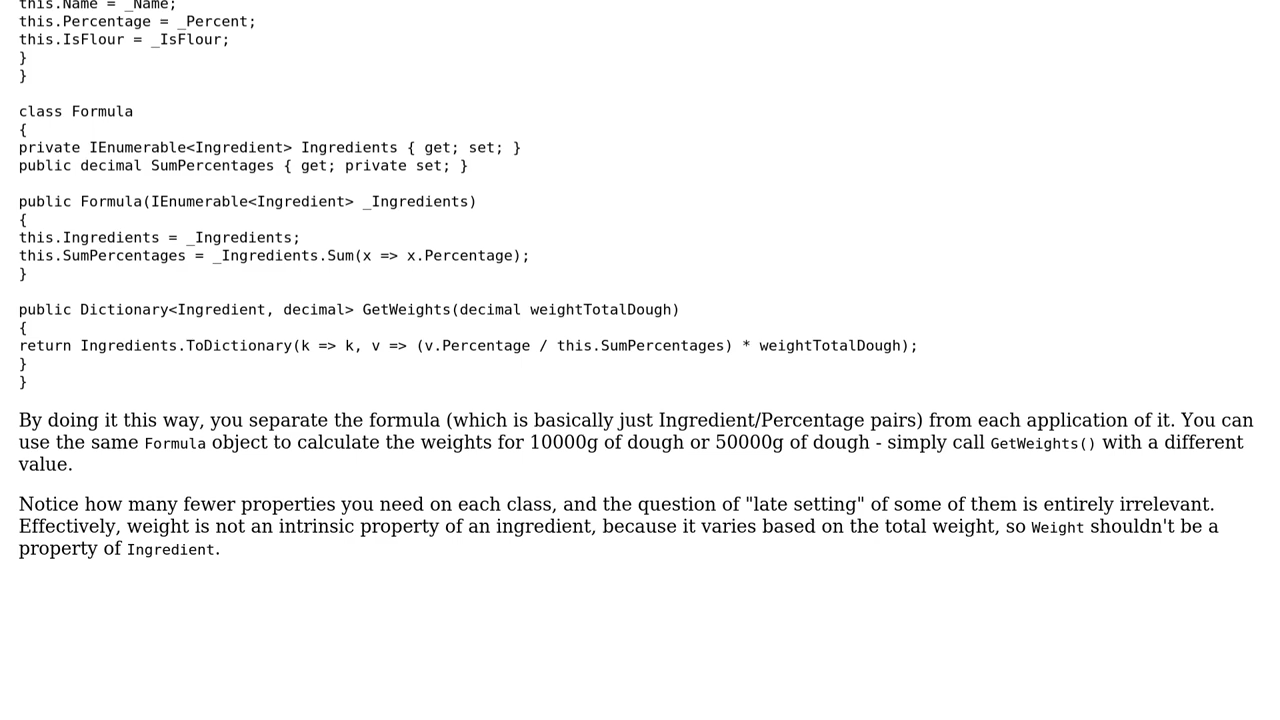 this.Name = _Name;
this.Percentage = _Percent;
this.IsFlour = _IsFlour;
}
}
class Formula
{
private IEnumerable<Ingredient> Ingredients { get; set; }
public decimal SumPercentages { get; private set; }
public Formula(IEnumerable<Ingredient> _Ingredients)
{
this.Ingredients = _Ingredients;
this.SumPercentages = _Ingredients.Sum(x => x.Percentage);
}
public Dictionary<Ingredient, decimal> GetWeights(decimal weightTotalDough)
{
return Ingredients.ToDictionary(k => k, v => (v.Percentage / this.SumPercentages) * weightTotalDough);
}
}
By doing it this way, you separate the formula (which is basically just Ingredient/Percentage pairs) from each application of it. You can
use the same Formula object to calculate the weights for 10000g of dough or 50000g of dough - simply call GetWeights() with a different
value.
Notice how many fewer properties you need on each class, and the question of "late setting" of some of them is entirely irrelevant.
Effectively, weight is not an intrinsic property of an ingredient, because it varies based on the total weight, so Weight shouldn't be a
property of Ingredient.